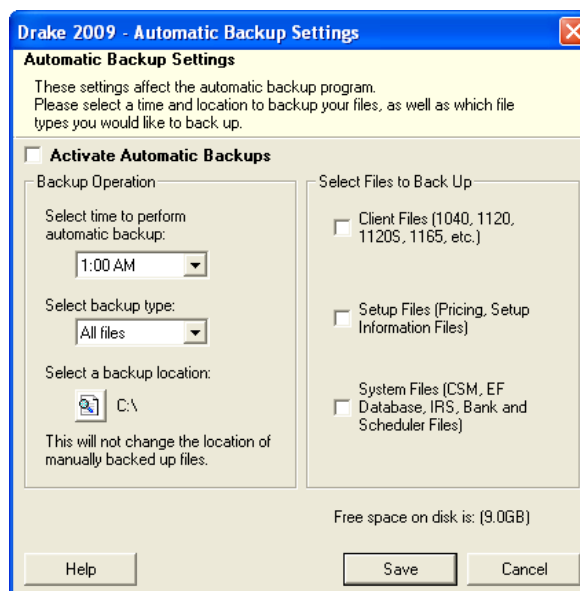 Drake 2009 - Automatic Backup Settings
Automatic Backup Settings
These settings affect the automatic backup program.
Please select a time and location to backup your files, as well as which file
types you would like to back up.
Activate Automatic Backups
Backup Operation
Select time to perform
automatic backup:
1:00 AM
Select backup type:
All files
Select a backup location:
C:\
This will not change the location of
manually backed up files.
Select Files to Back Up
Client Files (1040, 1120,
1120S, 1165, etc.)
Setup Files (Pricing, Setup
Information Files)
System Files (CSM, EF
Database, IRS, Bank and
Scheduler Files)
Free space on disk is: (9.0GB)
Help
Save
Cancel